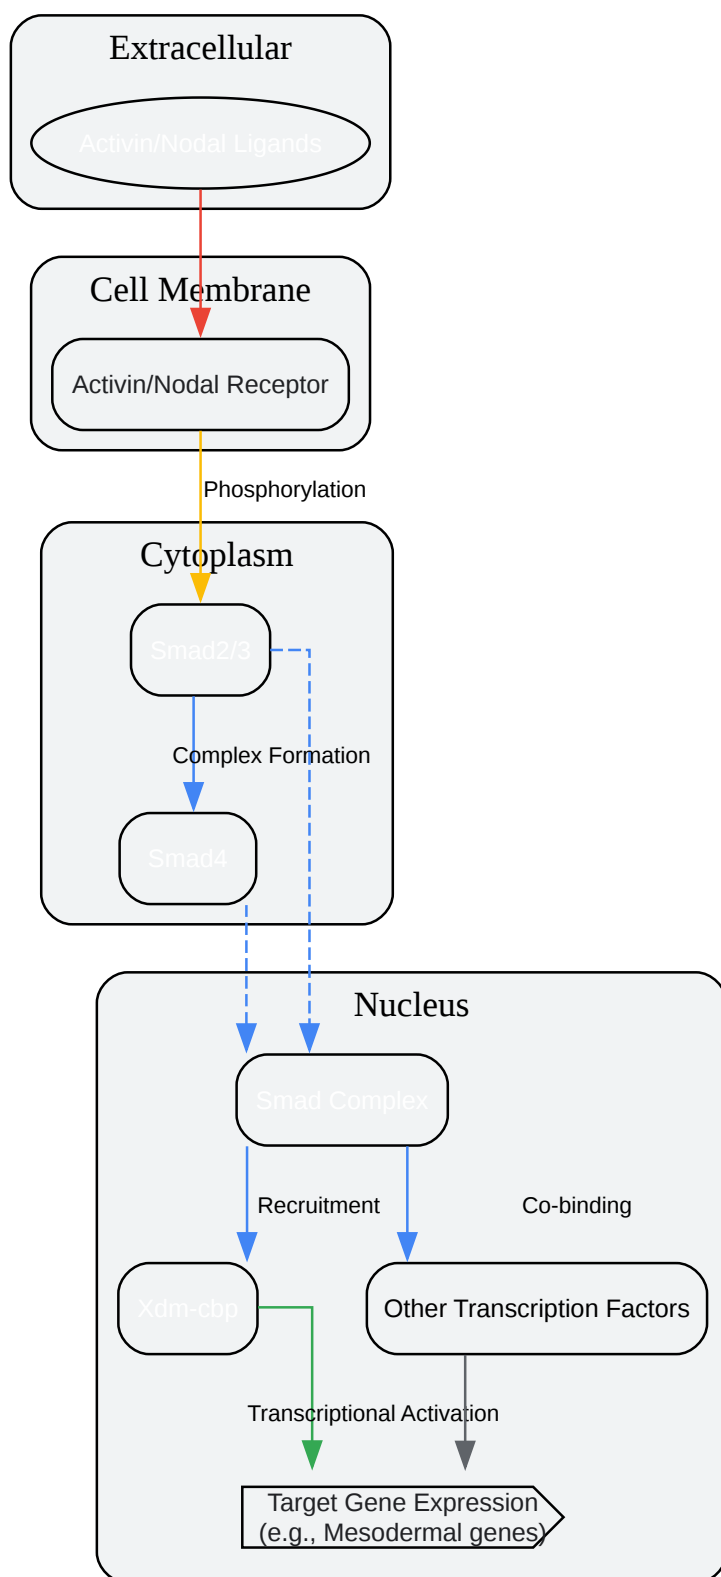 Extracellular
Activin/Nodal Ligands
Cell Membrane
Activin/Nodal Receptor
Phosphorylation
Cytoplasm
Smad2/3
Complex Formation
Smad4
Nucleus
Smad Complex
Recruitment
Co-binding
Xdm-cbp
Other Transcription Factors
Transcriptional Activation
Target Gene Expression
(e.g., Mesodermal genes)